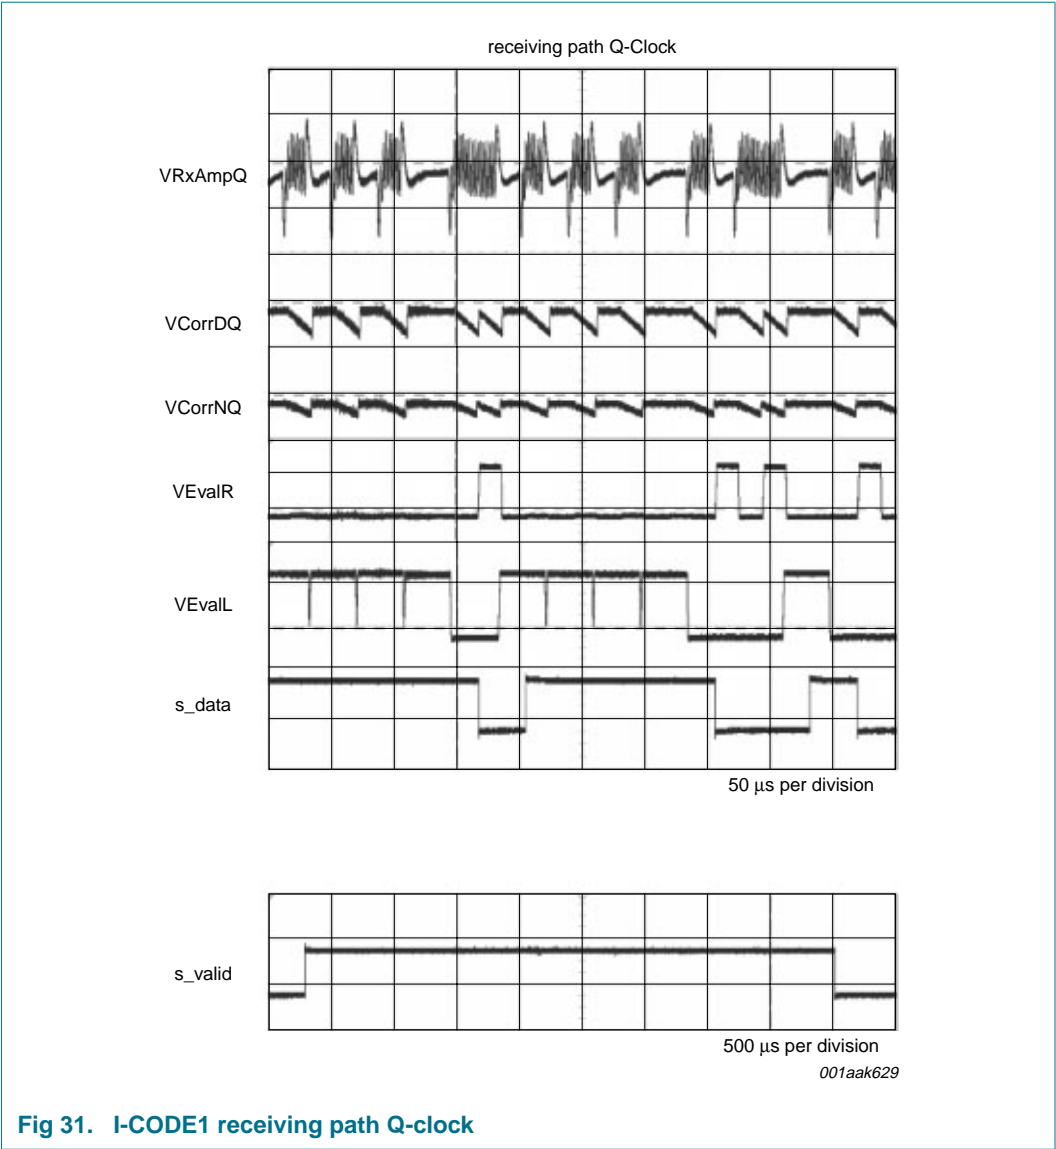 receiving path Q-Clock
VRxAmpQ
VCorrDQ
VCorrNQ
VEvalR
VEvalL
s_data
50 μs per division
s_valid
500 μs per division
001aak629
Fig 31. I-CODE1 receiving path Q-clock